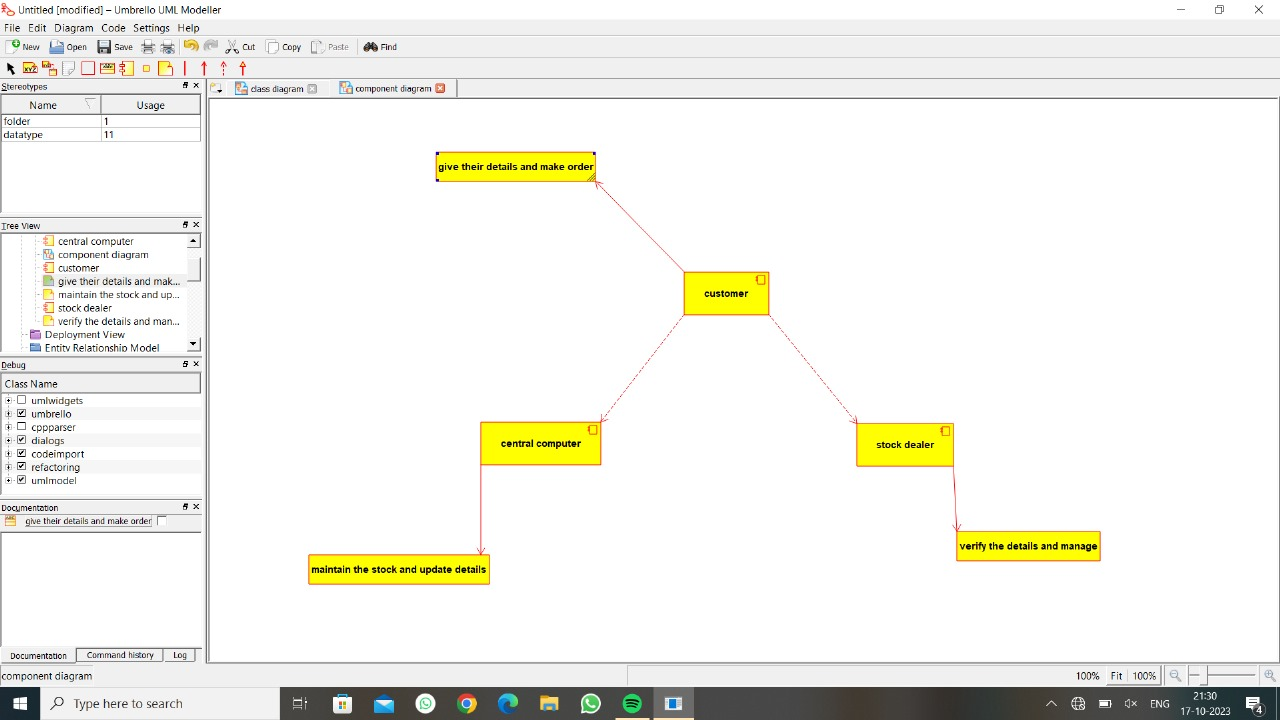 Untitled [modified] – Umbrello UML Modeller
File Edit Diagram Code Settings Help
New Open Save Cut Copy Paste Find
Stereotypes
Name Usage
folder 1
datatype 11
Tree View
central computer
component diagram
customer
give their details and mak...
maintain the stock and up...
stock dealer
verify the details and man...
Deployment View
Entity Relationship Model
Debug
Class Name
umlwidgets
umbrello
cppparser
dialogs
codeimport
refactoring
umlmodel
Documentation
give their details and make order
Documentation Command history Log
component diagram
class diagram component diagram
give their details and make order
customer
central computer
stock dealer
verify the details and manage
maintain the stock and update details
100% Fit 100%
Type here to search
ENG
21:30
17-10-2023
4